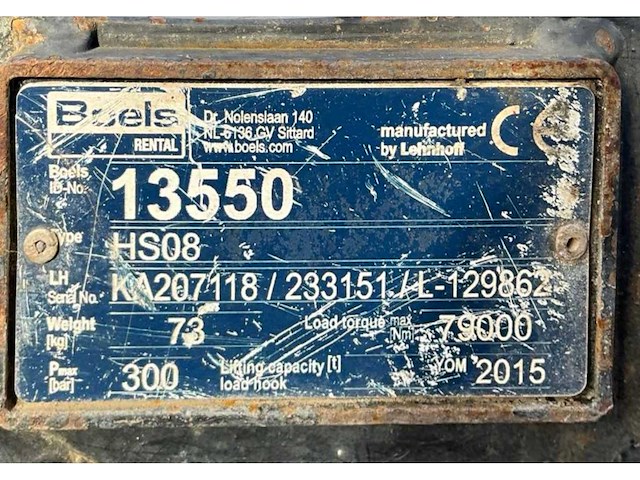 Boels
RENTAL
Dr. Nolenslaan 140
NL-6136 GV Sittard
www.boels.com
manufactured
by Lehnhoff
CE
Boels
ID-No.
13550
Type
HS08
LH
Serial No.
KA207118 / 233151 / L-129862
Weight
[kg]
73
Load torque max
[Nm]
79000
Pmax
[bar]
300
Lifting capacity [t]
load hook
YOM 2015